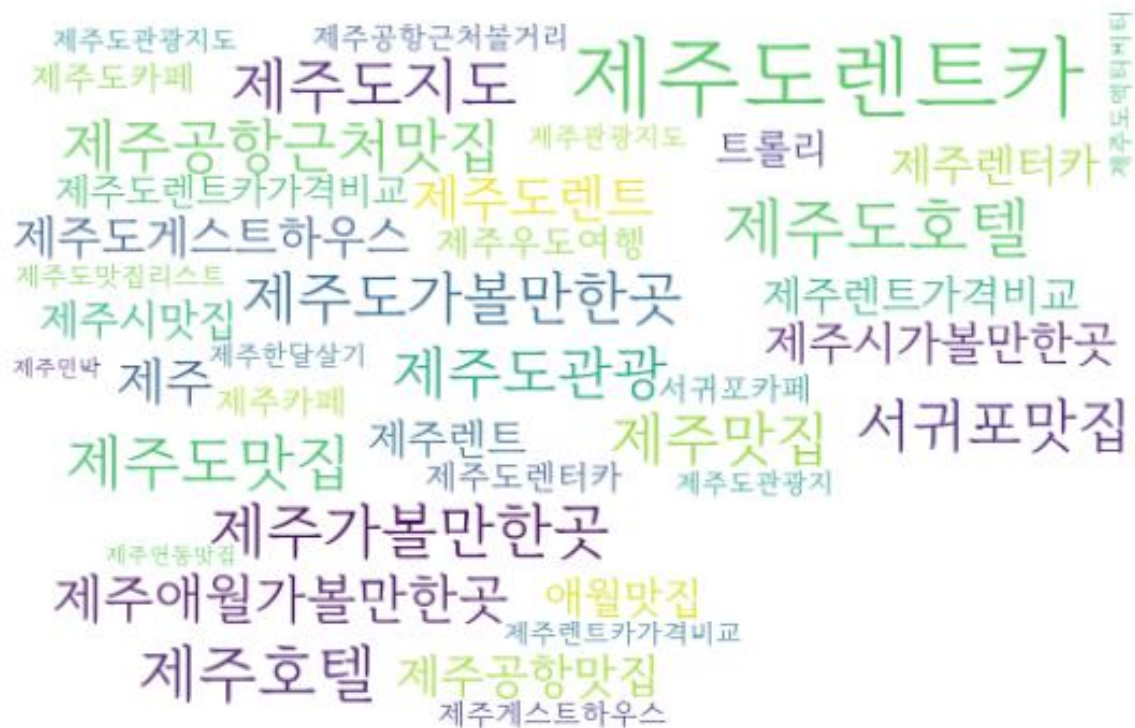 제주도관광지도
제주공항근처볼거리
제주도렌트카
제주도액티비티
제주도카페
제주도지도
제주공항근처맛집
제주관광지도
트롤리
제주렌터카
제주도렌트카가격비교
제주도렌트
제주도호텔
제주도게스트하우스
제주우도여행
제주도맛집리스트
제주도가볼만한곳
제주렌트가격비교
제주시맛집
제주시가볼만한곳
제주민박
제주
제주한달살기
제주도관광
서귀포카페
제주카페
서귀포맛집
제주도맛집
제주렌트
제주맛집
제주도렌터카
제주도관광지
제주가볼만한곳
제주연동맛집
제주애월가볼만한곳
애월맛집
제주렌트카가격비교
제주호텔
제주공항맛집
제주게스트하우스